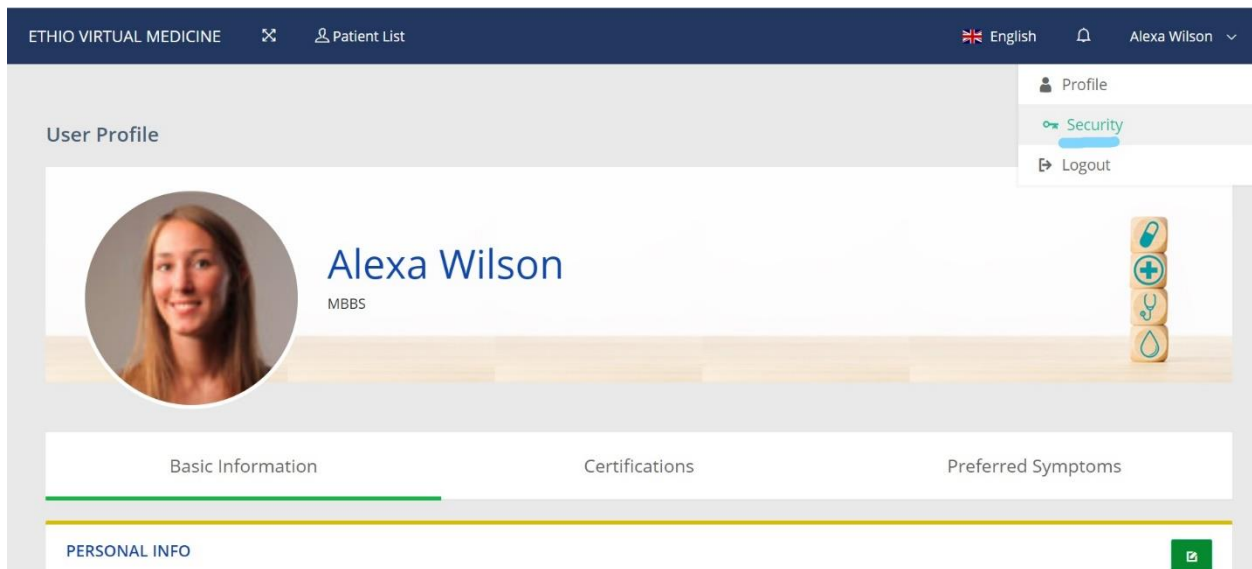 ETHIO VIRTUAL MEDICINE Patient List English Alexa Wilson
Profile
Security
Logout
User Profile
Alexa Wilson
MBBS
Basic Information Certifications Preferred Symptoms
PERSONAL INFO